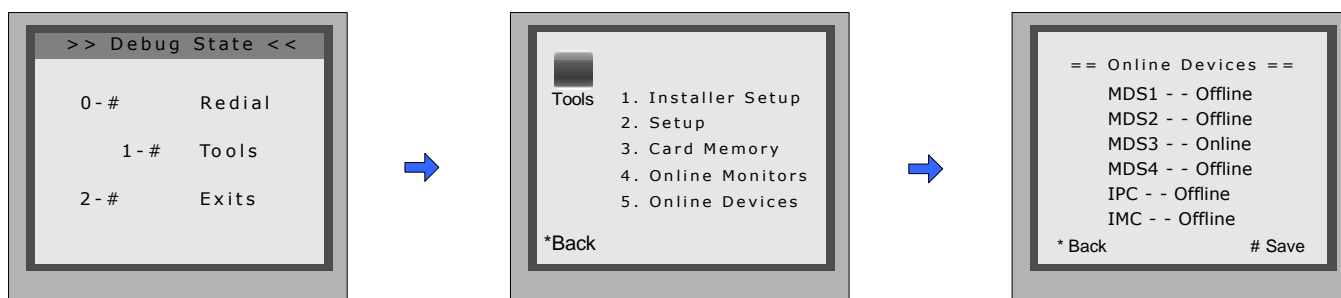 >> Debug State <<
0-# Redial
1-# Tools
2-# Exits
Tools
1. Installer Setup
2. Setup
3. Card Memory
4. Online Monitors
5. Online Devices
*Back
== Online Devices ==
MDS1 - - Offline
MDS2 - - Offline
MDS3 - - Online
MDS4 - - Offline
IPC - - Offline
IMC - - Offline
* Back # Save